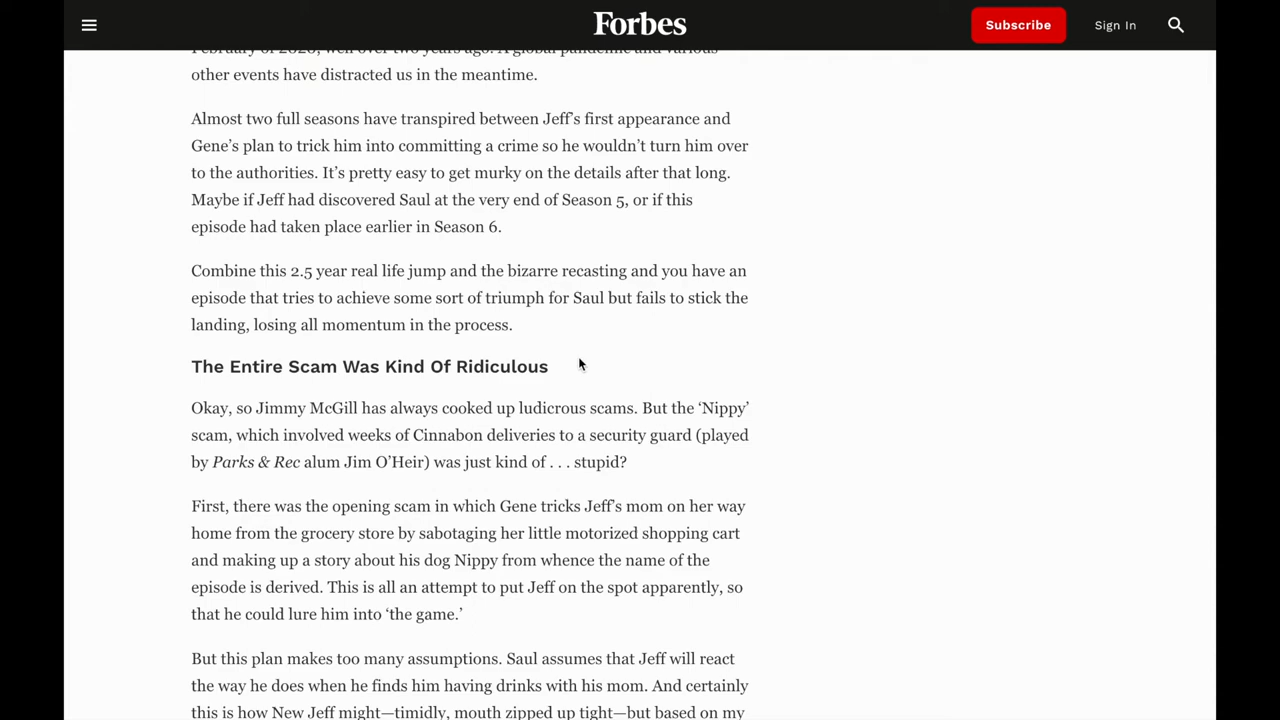 Forbes
Subscribe
Sign In
February of 2020, well over two years ago. A global pandemic and various
other events have distracted us in the meantime.
Almost two full seasons have transpired between Jeff’s first appearance and
Gene’s plan to trick him into committing a crime so he wouldn’t turn him over
to the authorities. It’s pretty easy to get murky on the details after that long.
Maybe if Jeff had discovered Saul at the very end of Season 5, or if this
episode had taken place earlier in Season 6.
Combine this 2.5 year real life jump and the bizarre recasting and you have an
episode that tries to achieve some sort of triumph for Saul but fails to stick the
landing, losing all momentum in the process.
The Entire Scam Was Kind Of Ridiculous
Okay, so Jimmy McGill has always cooked up ludicrous scams. But the ‘Nippy’
scam, which involved weeks of Cinnabon deliveries to a security guard (played
by Parks & Rec alum Jim O’Heir) was just kind of . . . stupid?
First, there was the opening scam in which Gene tricks Jeff’s mom on her way
home from the grocery store by sabotaging her little motorized shopping cart
and making up a story about his dog Nippy from whence the name of the
episode is derived. This is all an attempt to put Jeff on the spot apparently, so
that he could lure him into ‘the game.’
But this plan makes too many assumptions. Saul assumes that Jeff will react
the way he does when he finds him having drinks with his mom. And certainly
this is how New Jeff might—timidly, mouth zipped up tight—but based on my